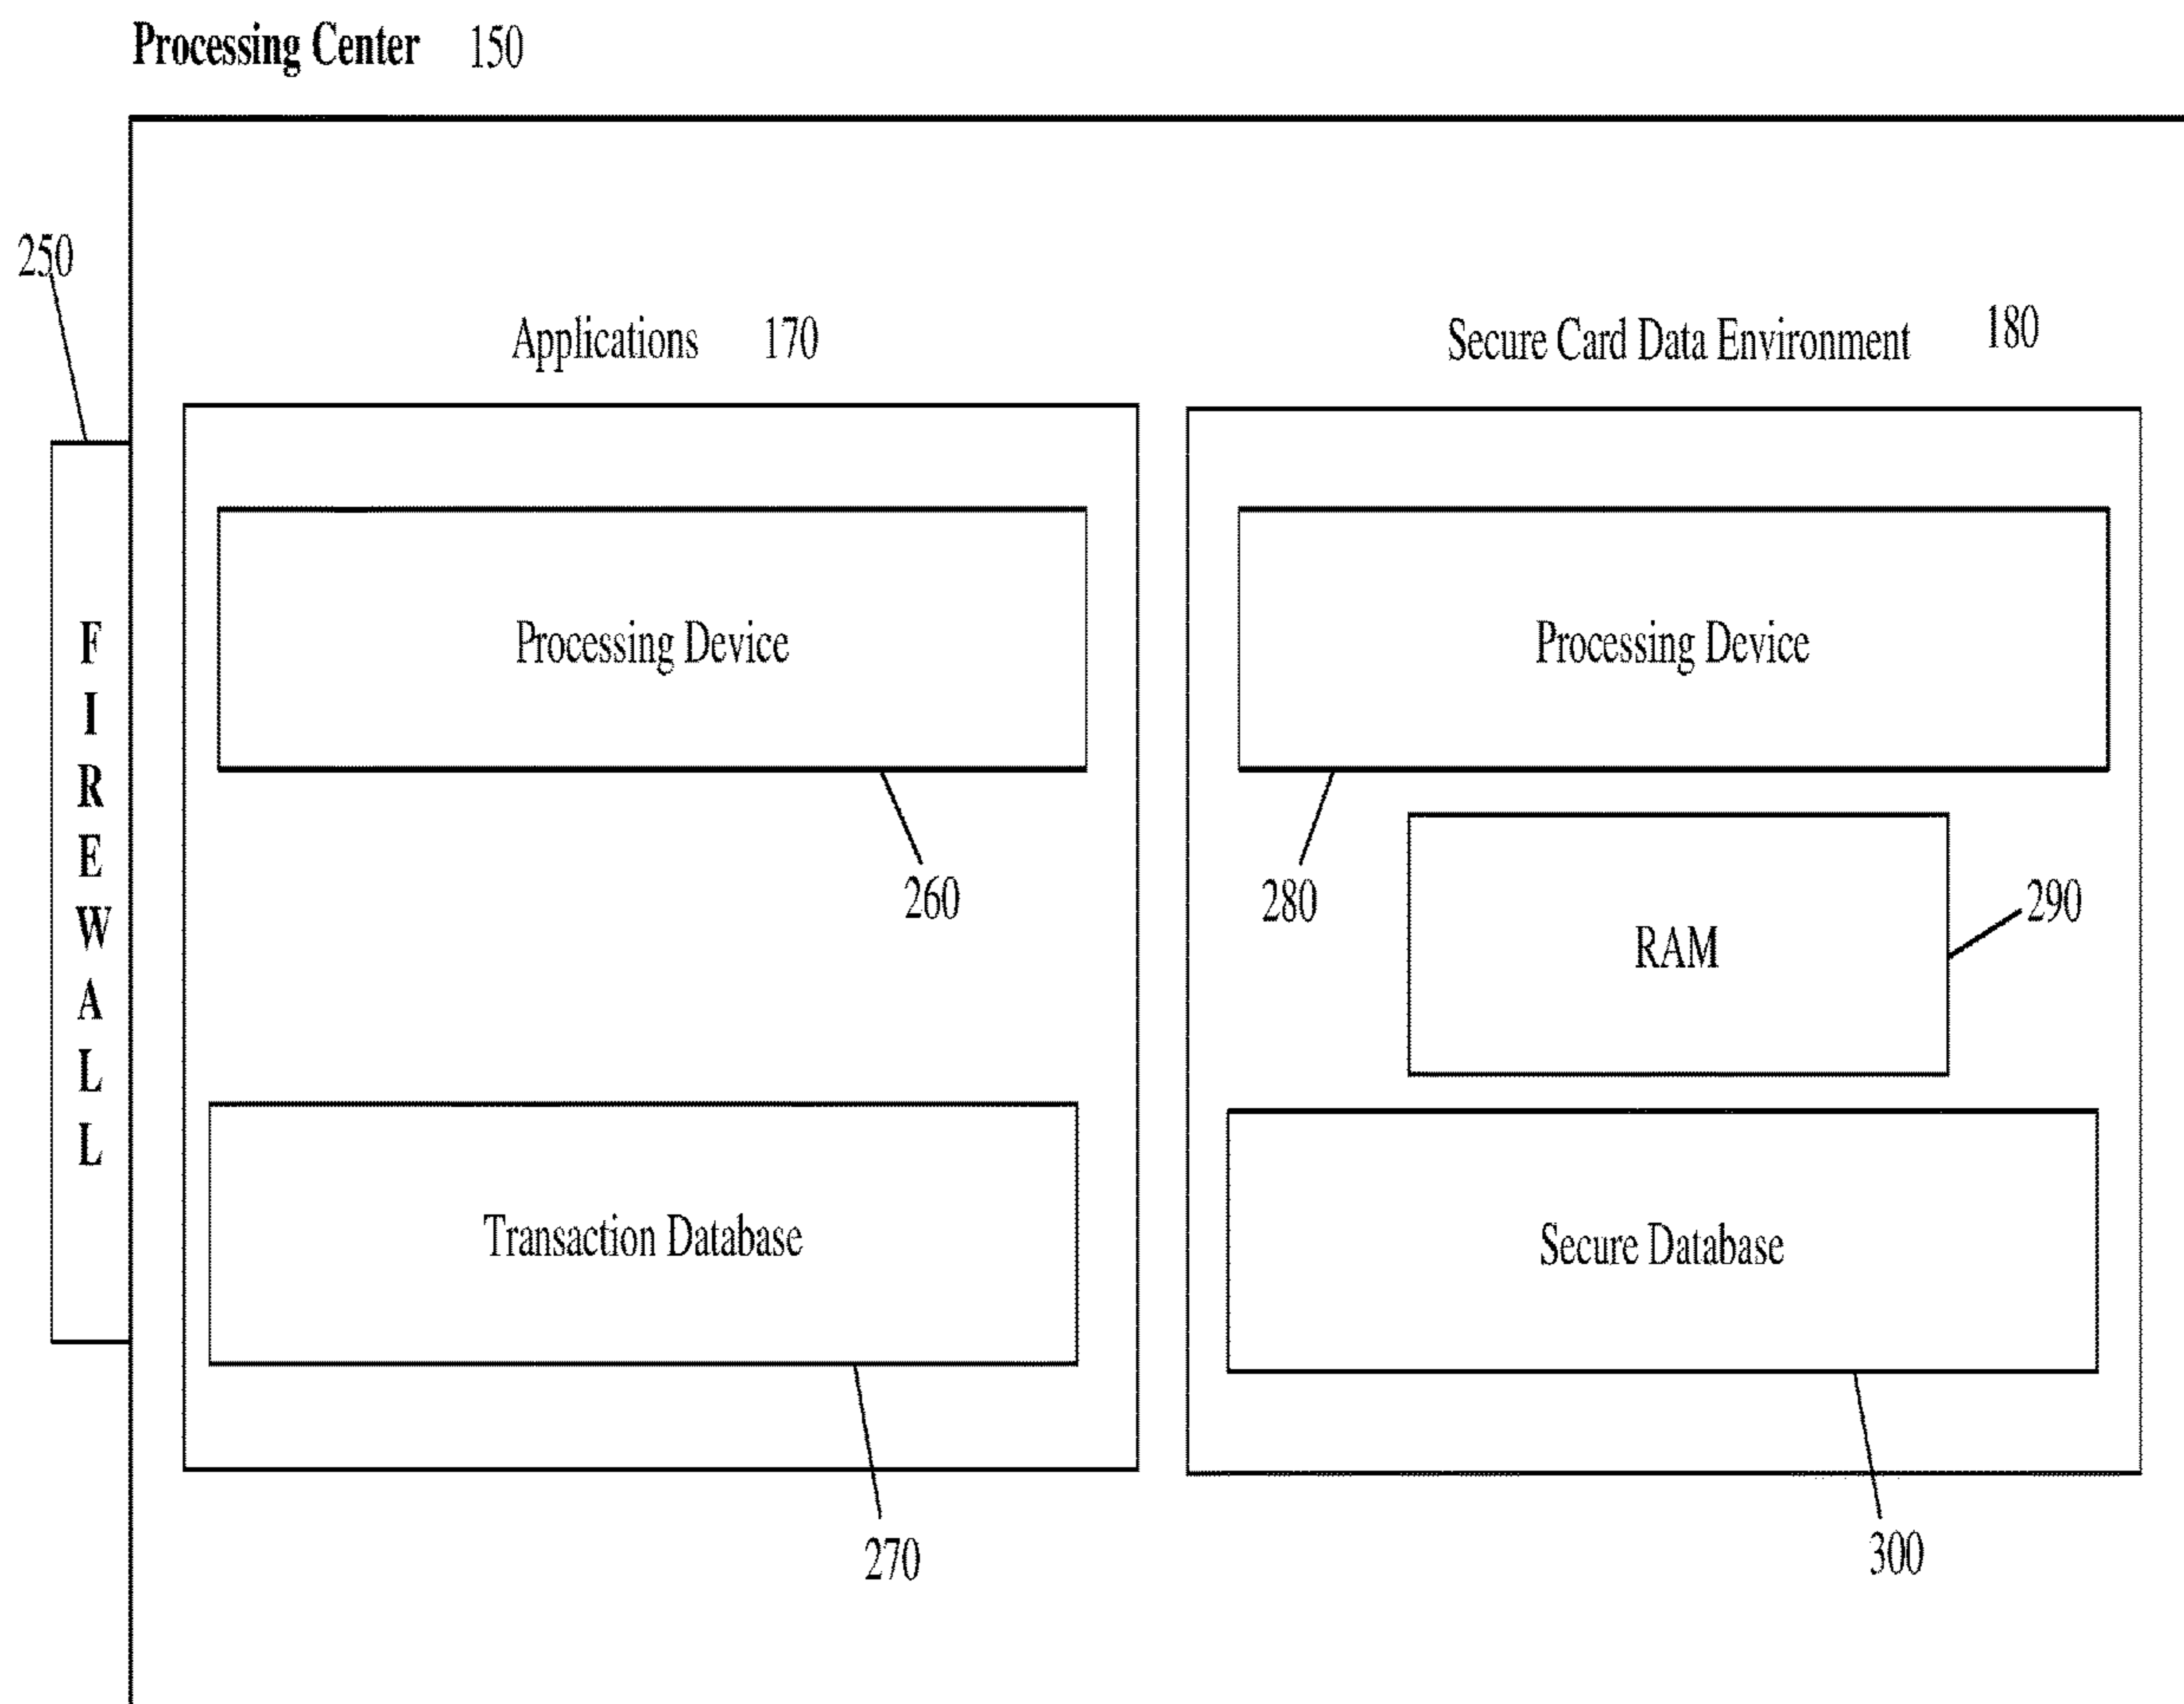 Processing Center 150
250
Applications 170
Secure Card Data Environment 180
FIREWALL
Processing Device
Processing Device
260
280
290
RAM
Transaction Database
Secure Database
270
300